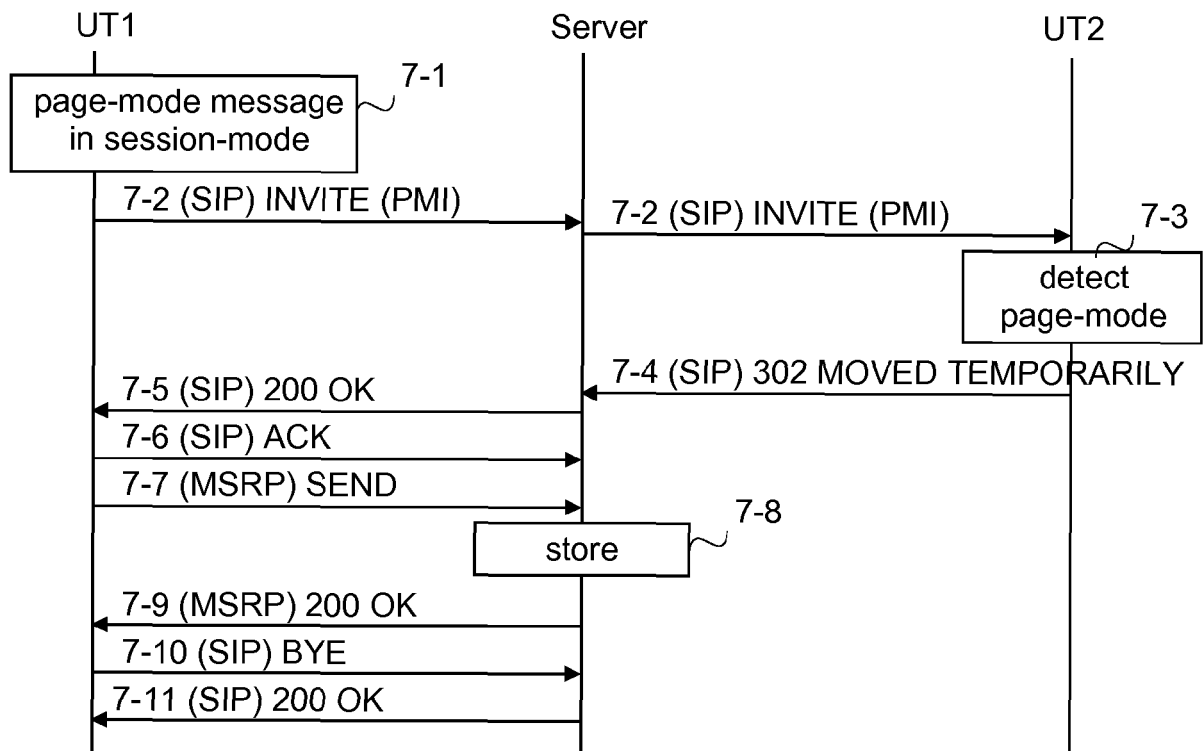 UT1
Server
UT2
7-1
page-mode message
in session-mode
7-2 (SIP) INVITE (PMI)
7-2 (SIP) INVITE (PMI)
7-3
detect
page-mode
7-4 (SIP) 302 MOVED TEMPORARILY
7-5 (SIP) 200 OK
7-6 (SIP) ACK
7-7 (MSRP) SEND
7-8
store
7-9 (MSRP) 200 OK
7-10 (SIP) BYE
7-11 (SIP) 200 OK